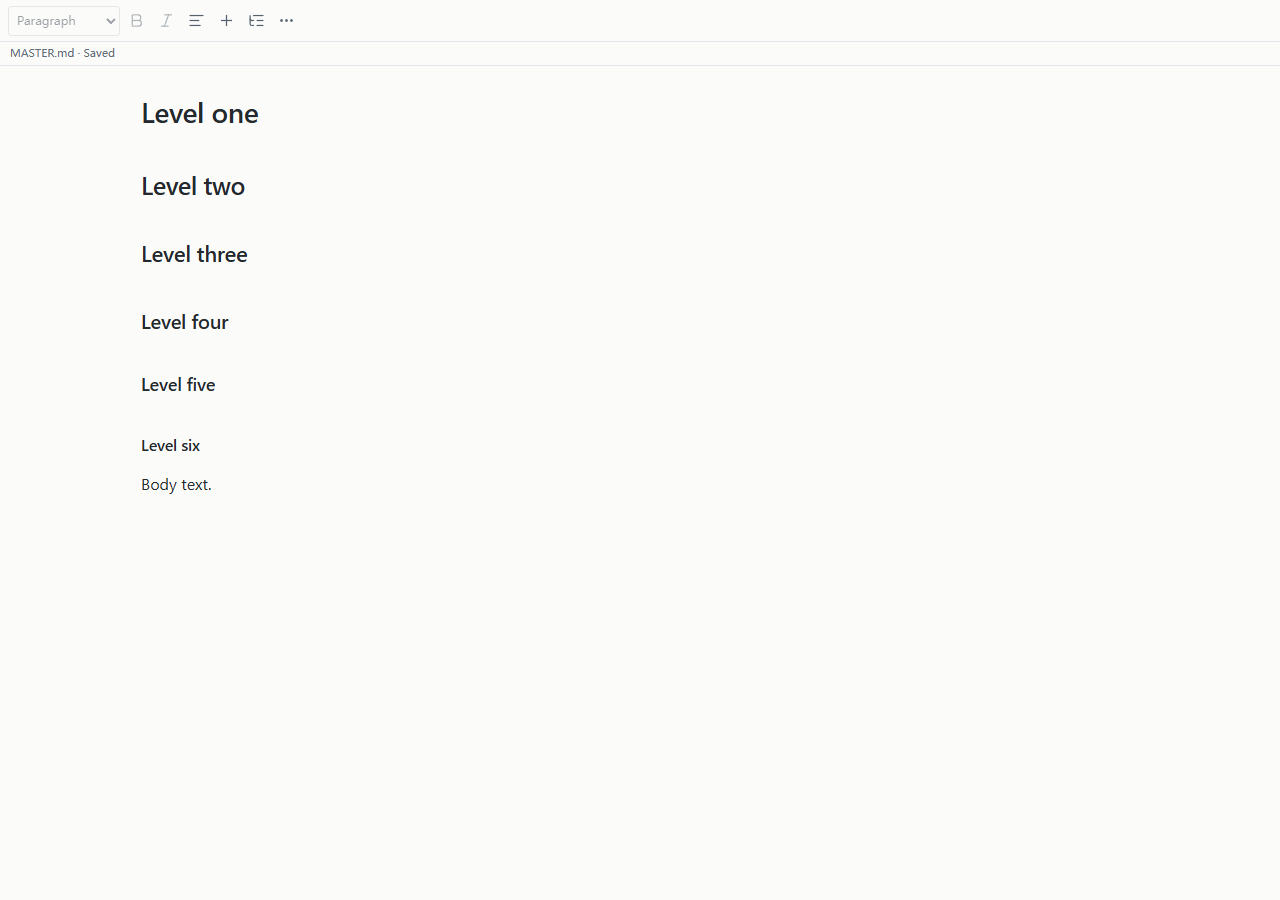 Paragraph
MASTER.md · Saved
Level one
Level two
Level three
Level four
Level five
Level six
Body text.